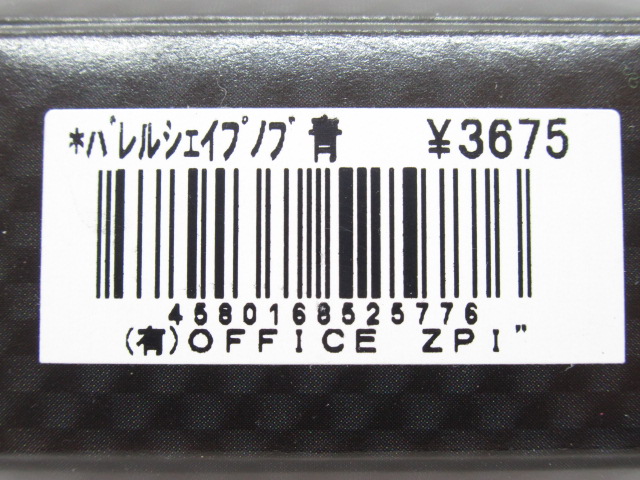 *ﾊﾞﾚﾙｼｪｲﾌﾟﾉﾌﾞ 青 ¥3675
4580168525776
(有)OFFICE ZPI"